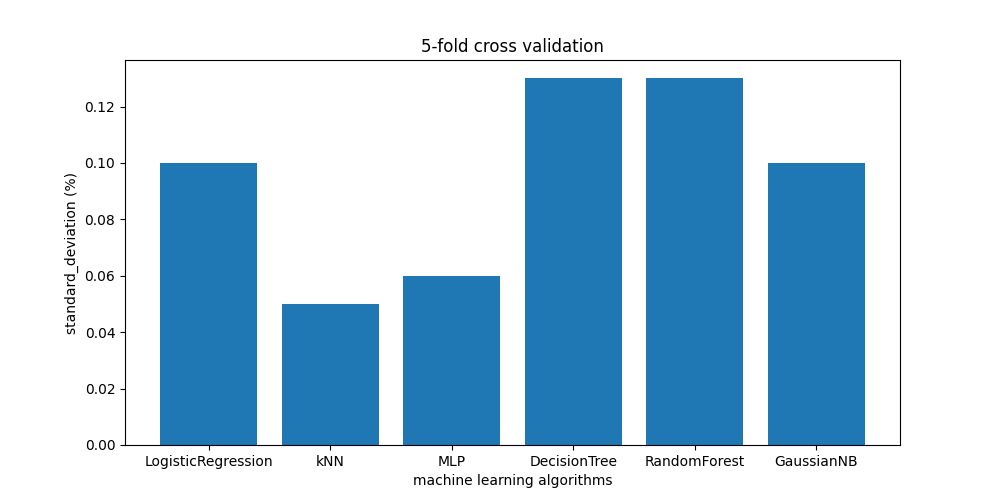 5-fold cross validation
standard_deviation (%)
0.12
0.10
0.08
0.06
0.04
0.02
0.00
LogisticRegression kNN MLP DecisionTree RandomForest GaussianNB
machine learning algorithms